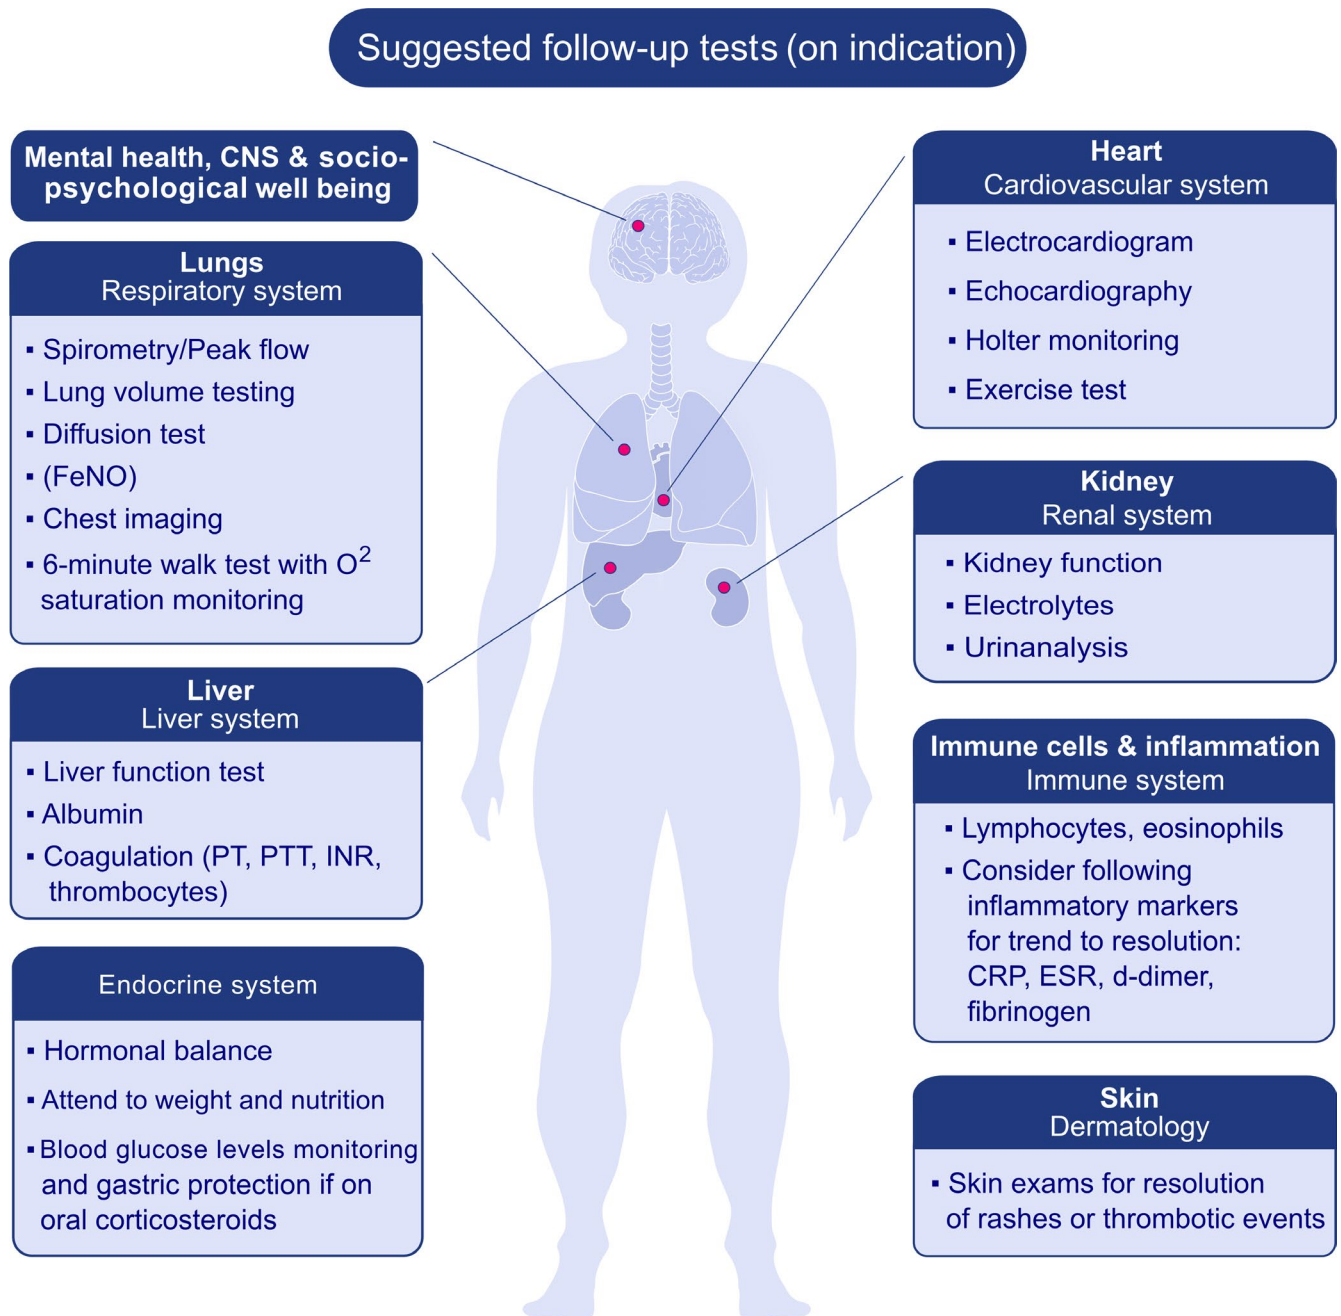 Suggested follow-up tests (on indication)
Mental health, CNS & socio-
psychological well being
Lungs
Respiratory system
▪ Spirometry/Peak flow
▪ Lung volume testing
▪ Diffusion test
▪ (FeNO)
▪ Chest imaging
▪ 6-minute walk test with O²
saturation monitoring
Liver
Liver system
▪ Liver function test
▪ Albumin
▪ Coagulation (PT, PTT, INR,
thrombocytes)
Endocrine system
▪ Hormonal balance
▪ Attend to weight and nutrition
▪ Blood glucose levels monitoring
and gastric protection if on
oral corticosteroids
Heart
Cardiovascular system
▪ Electrocardiogram
▪ Echocardiography
▪ Holter monitoring
▪ Exercise test
Kidney
Renal system
▪ Kidney function
▪ Electrolytes
▪ Urinanalysis
Immune cells & inflammation
Immune system
▪ Lymphocytes, eosinophils
▪ Consider following
inflammatory markers
for trend to resolution:
CRP, ESR, d-dimer,
fibrinogen
Skin
Dermatology
▪ Skin exams for resolution
of rashes or thrombotic events